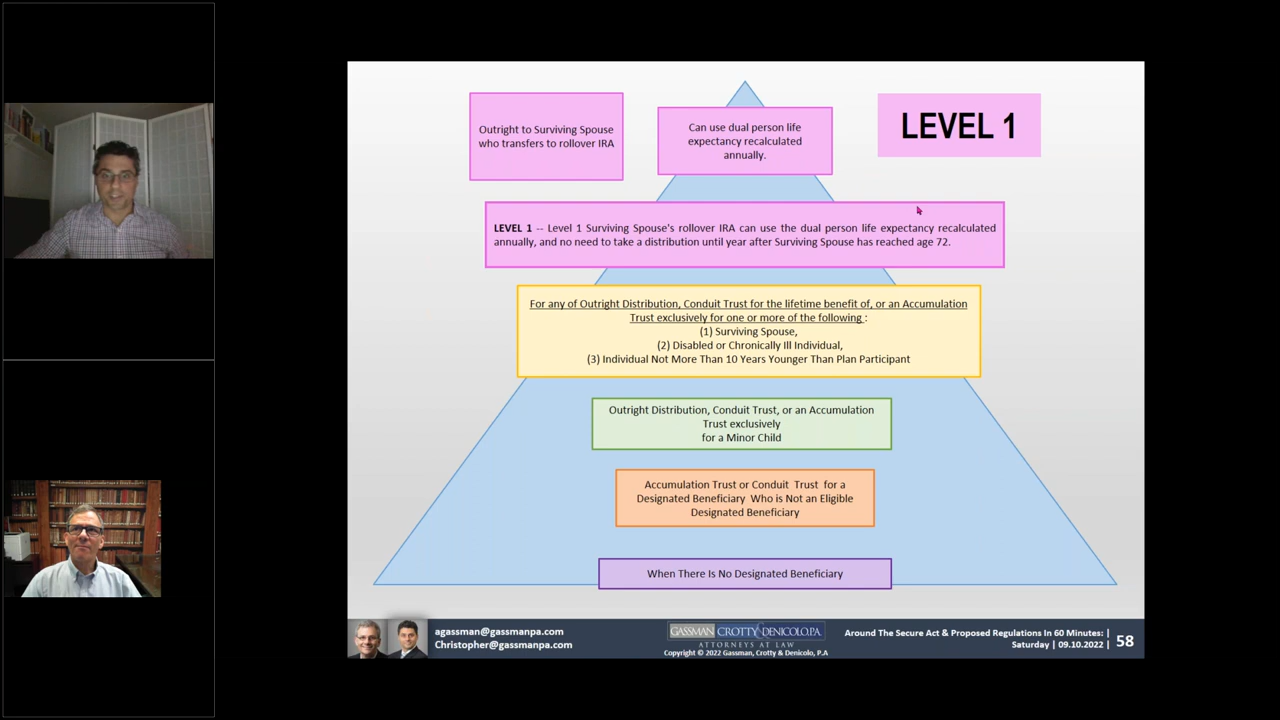 Outright to Surviving Spouse
who transfers to rollover IRA
Can use dual person life
expectancy recalculated
annually.
LEVEL 1
LEVEL 1 -- Level 1 Surviving Spouse's rollover IRA can use the dual person life expectancy recalculated
annually, and no need to take a distribution until year after Surviving Spouse has reached age 72.
For any of Outright Distribution, Conduit Trust for the lifetime benefit of, or an Accumulation
Trust exclusively for one or more of the following :
(1) Surviving Spouse,
(2) Disabled or Chronically Ill Individual,
(3) Individual Not More Than 10 Years Younger Than Plan Participant
Outright Distribution, Conduit Trust, or an Accumulation
Trust exclusively
for a Minor Child
Accumulation Trust or Conduit Trust for a
Designated Beneficiary Who is Not an Eligible
Designated Beneficiary
When There Is No Designated Beneficiary
agassman@gassmanpa.com
Christopher@gassmanpa.com
GASSMAN CROTTY & DENICOLO, P.A.
ATTORNEYS AT LAW
Copyright © 2022 Gassman, Crotty & Denicolo, P.A
Around The Secure Act & Proposed Regulations In 60 Minutes: |
Saturday | 09.10.2022 |
58